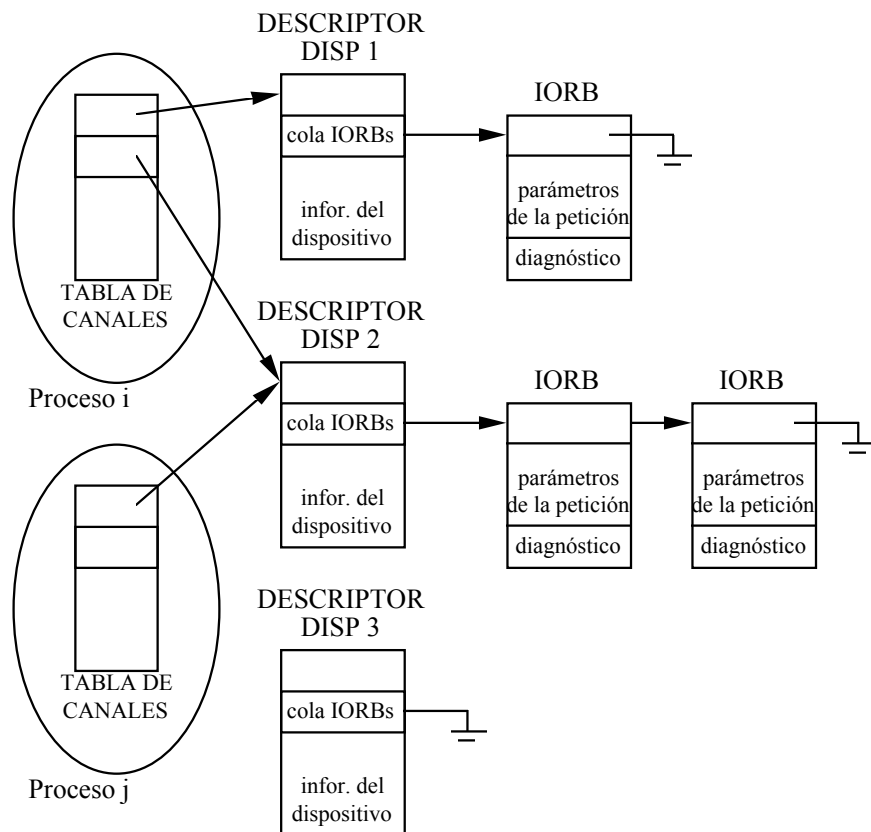 DESCRIPTOR
DISP 1
cola IORBs
infor. del
dispositivo
IORB
parámetros
de la petición
diagnóstico
TABLA DE
CANALES
Proceso i
DESCRIPTOR
DISP 2
cola IORBs
infor. del
dispositivo
IORB
parámetros
de la petición
diagnóstico
IORB
parámetros
de la petición
diagnóstico
TABLA DE
CANALES
Proceso j
DESCRIPTOR
DISP 3
cola IORBs
infor. del
dispositivo